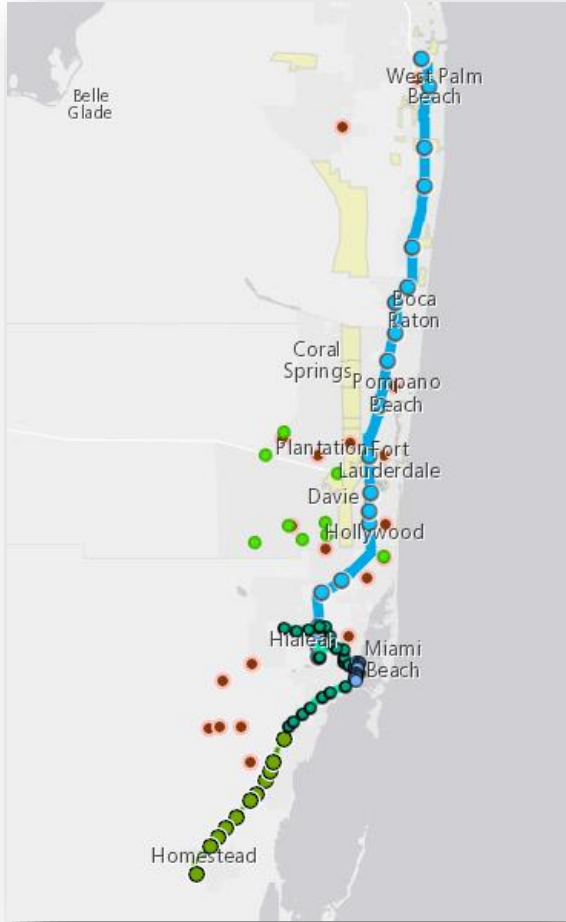 West Palm
Beach
Belle
Glade
Boca
Raton
Coral
Springs
Pompano
Beach
Plantation
Fort
Lauderdale
Davie
Hollywood
Hialeah
Miami
Beach
Homestead